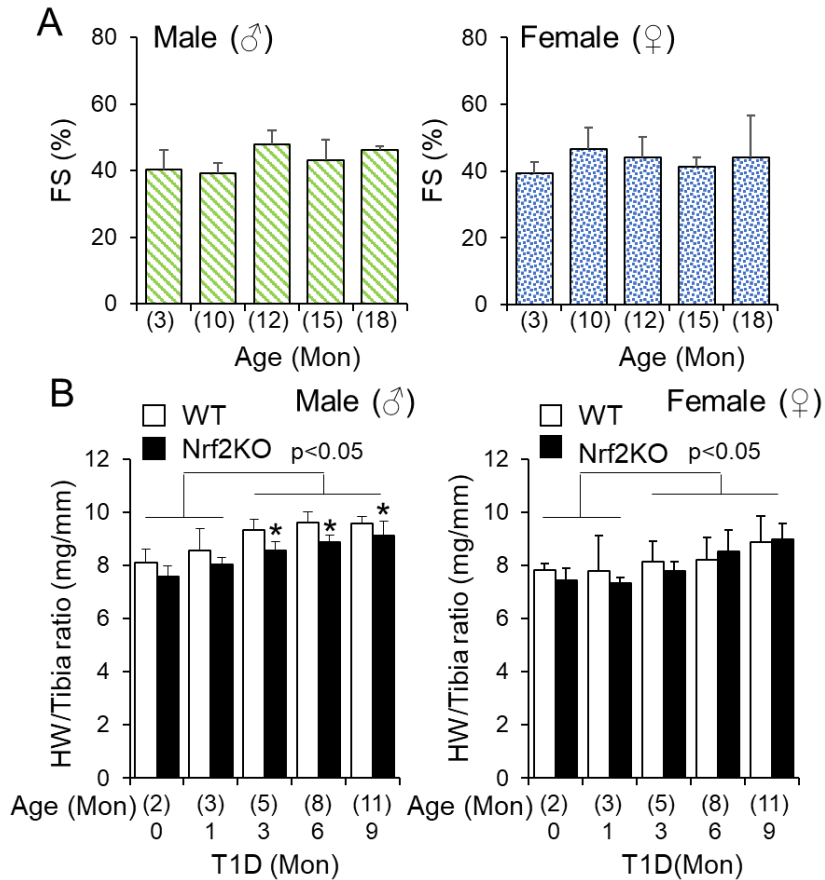 A
Male (♂)
Female (♀)
80
60
40
20
0
FS (%)
(3) (10) (12) (15) (18)
Age (Mon)
80
60
40
20
0
FS (%)
(3) (10) (12) (15) (18)
Age (Mon)
B
WT
Nrf2KO
Male (♂)
p<0.05
12
10
8
6
4
2
0
HW/Tibia ratio (mg/mm)
* * *
Age (Mon) (2) (3) (5) (8) (11)
0 1 3 6 9
T1D (Mon)
WT
Nrf2KO
Female (♀)
p<0.05
12
10
8
6
4
2
0
HW/Tibia ratio (mg/mm)
Age (Mon) (2) (3) (5) (8) (11)
0 1 3 6 9
T1D(Mon)